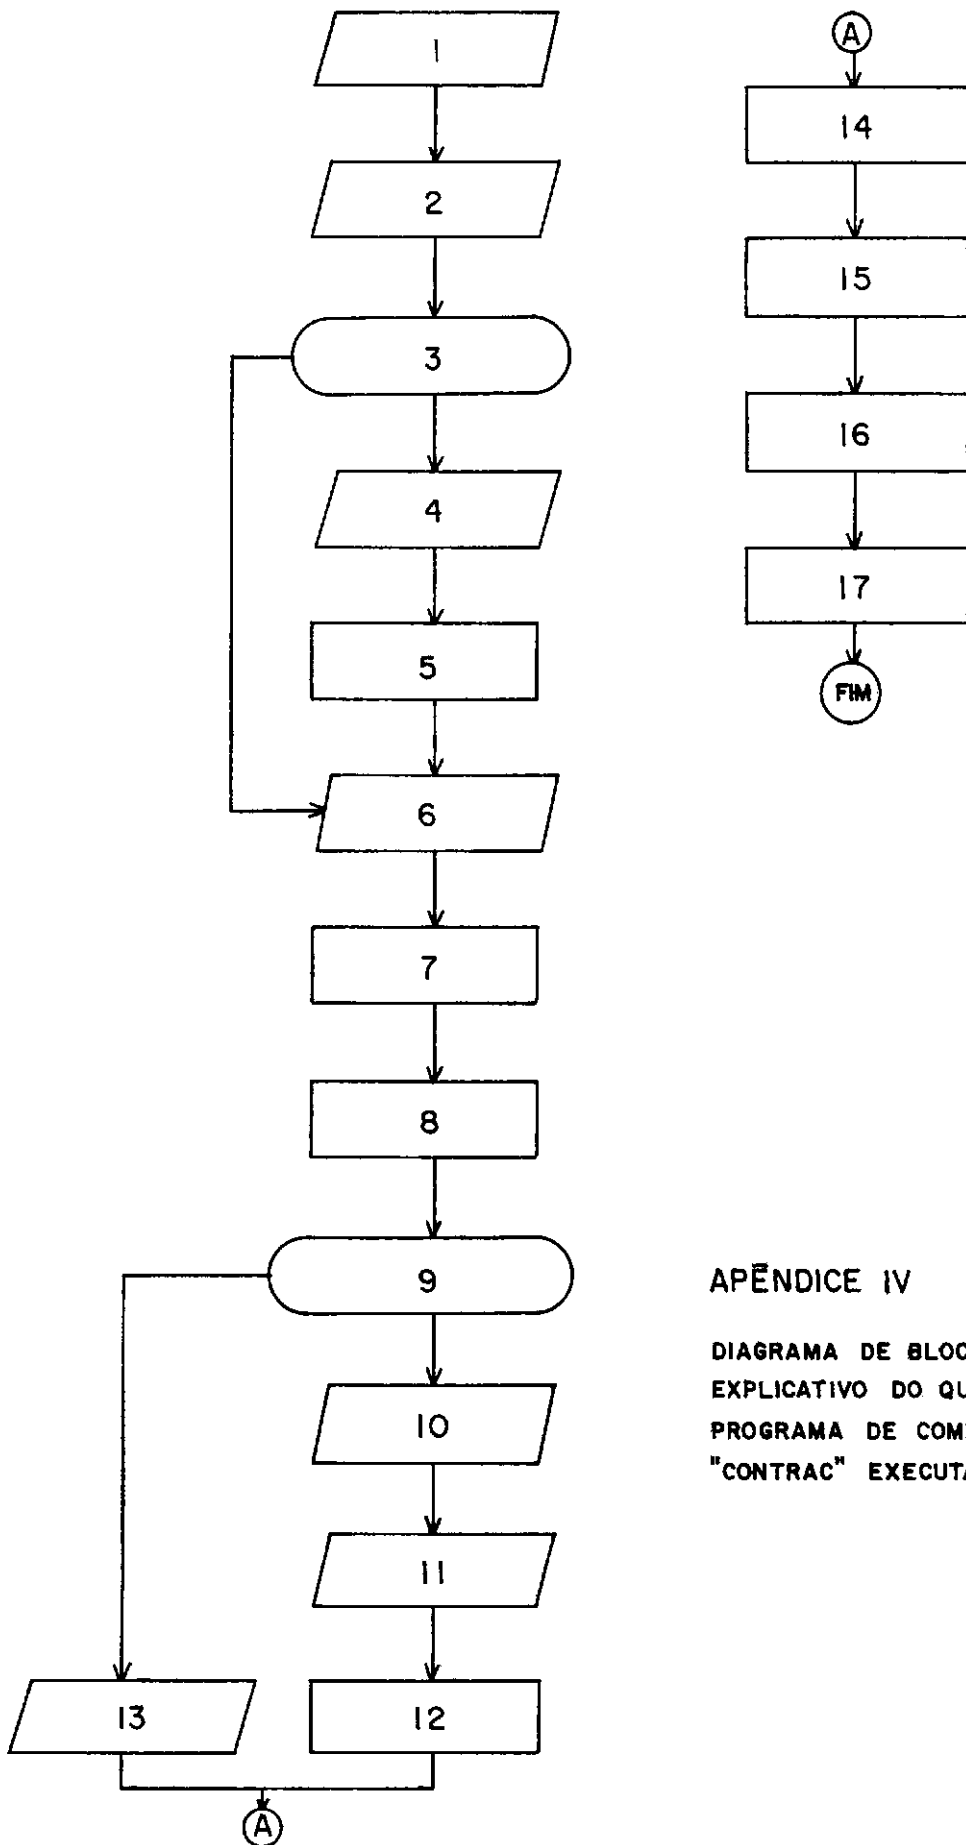 1
2
3
4
5
6
7
8
9
10
11
13
12
A
A
14
15
16
17
FIM
APÊNDICE IV
DIAGRAMA DE
EXPLICATIVO DO
PROGRAMA DE
"CONTRAC"